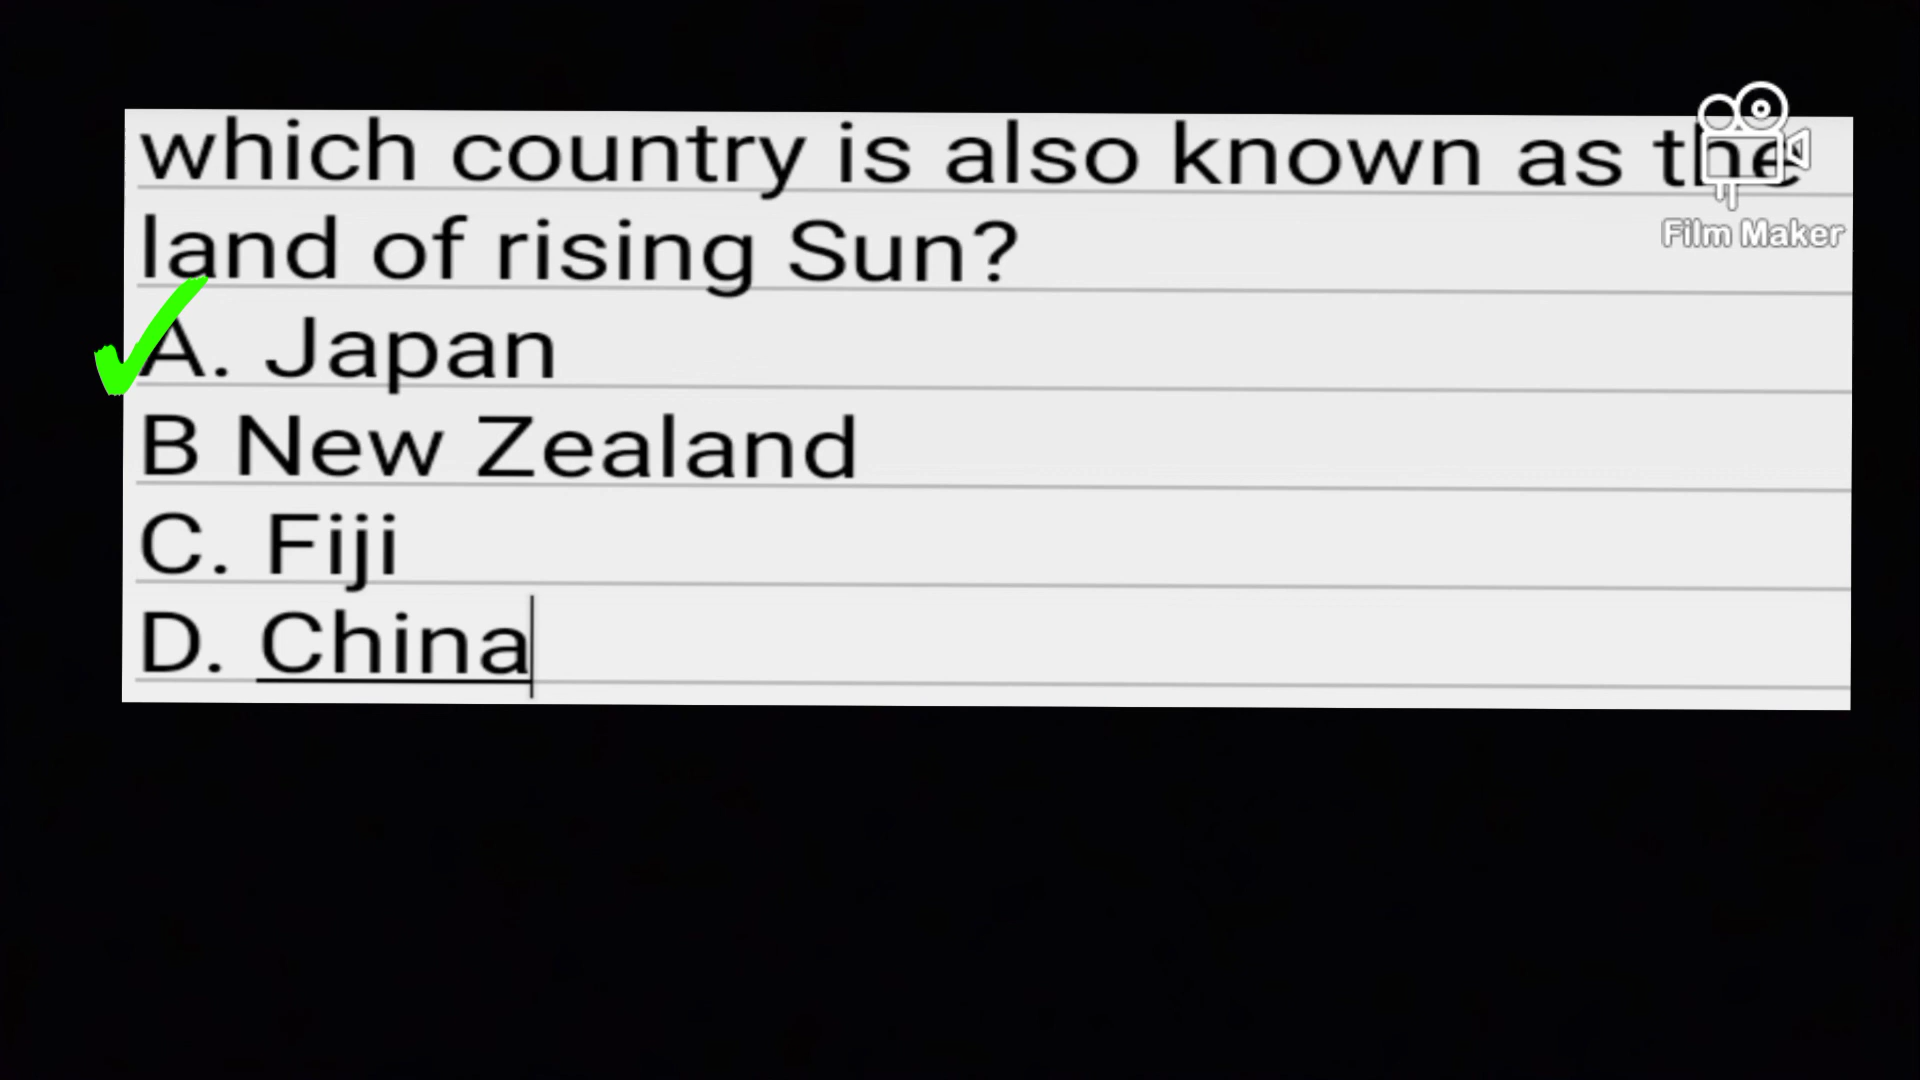 which country is also known as the
land of rising Sun?
A. Japan
B New Zealand
C. Fiji
D. China
Film Maker